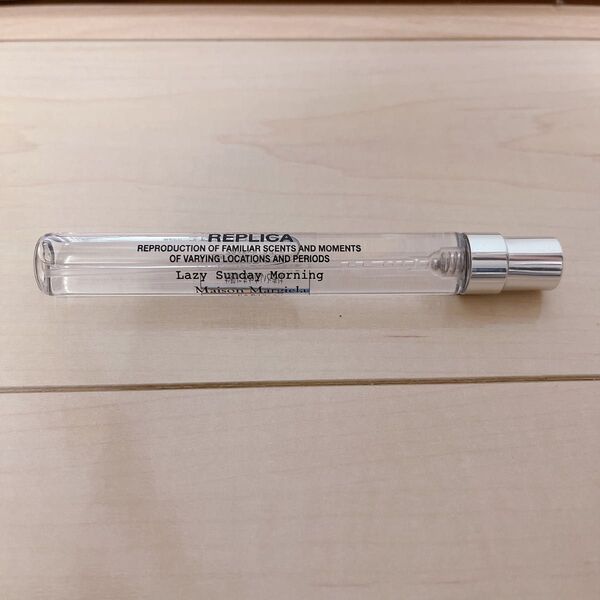 REPLICA
REPRODUCTION OF FAMILIAR SCENTS AND MOMENTS
OF VARYING LOCATIONS AND PERIODS
Lazy Sunday Morning
Maison Margiela